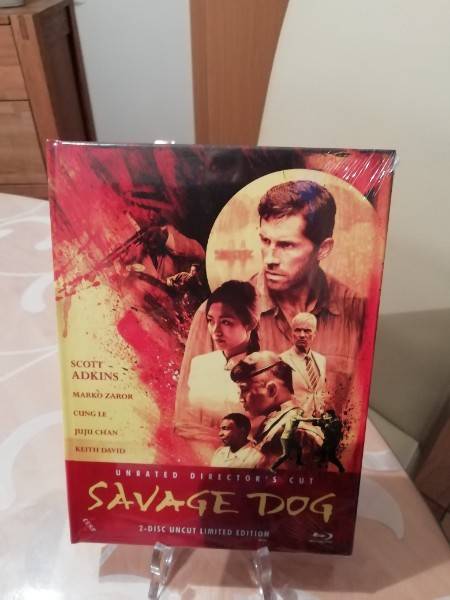 SCOTT
ADKINS
MARKO ZAROR
CUNG LE
JUJU CHAN
KEITH DAVID
UNRATED DIRECTOR'S CUT
SAVAGE DOG
2-DISC UNCUT LIMITED EDITION